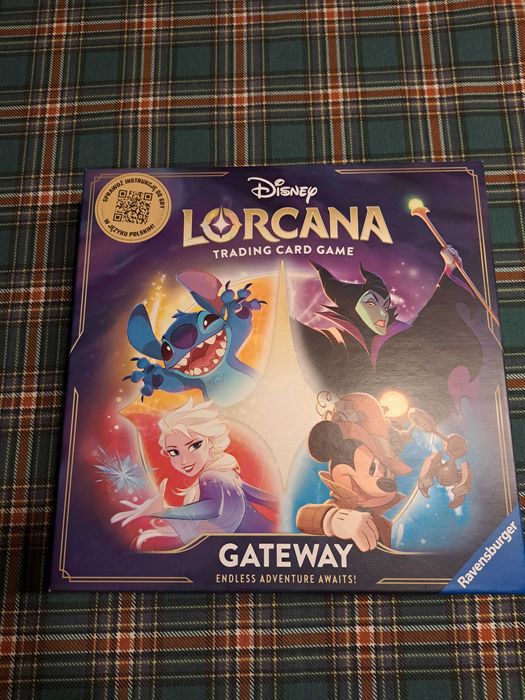 SPRAWDŹ INSTRUKCJĘ DO GRY
W JĘZYKU POLSKIM!
Disney
LORCANA
TRADING CARD GAME
GATEWAY
ENDLESS ADVENTURE AWAITS!
Ravensburger